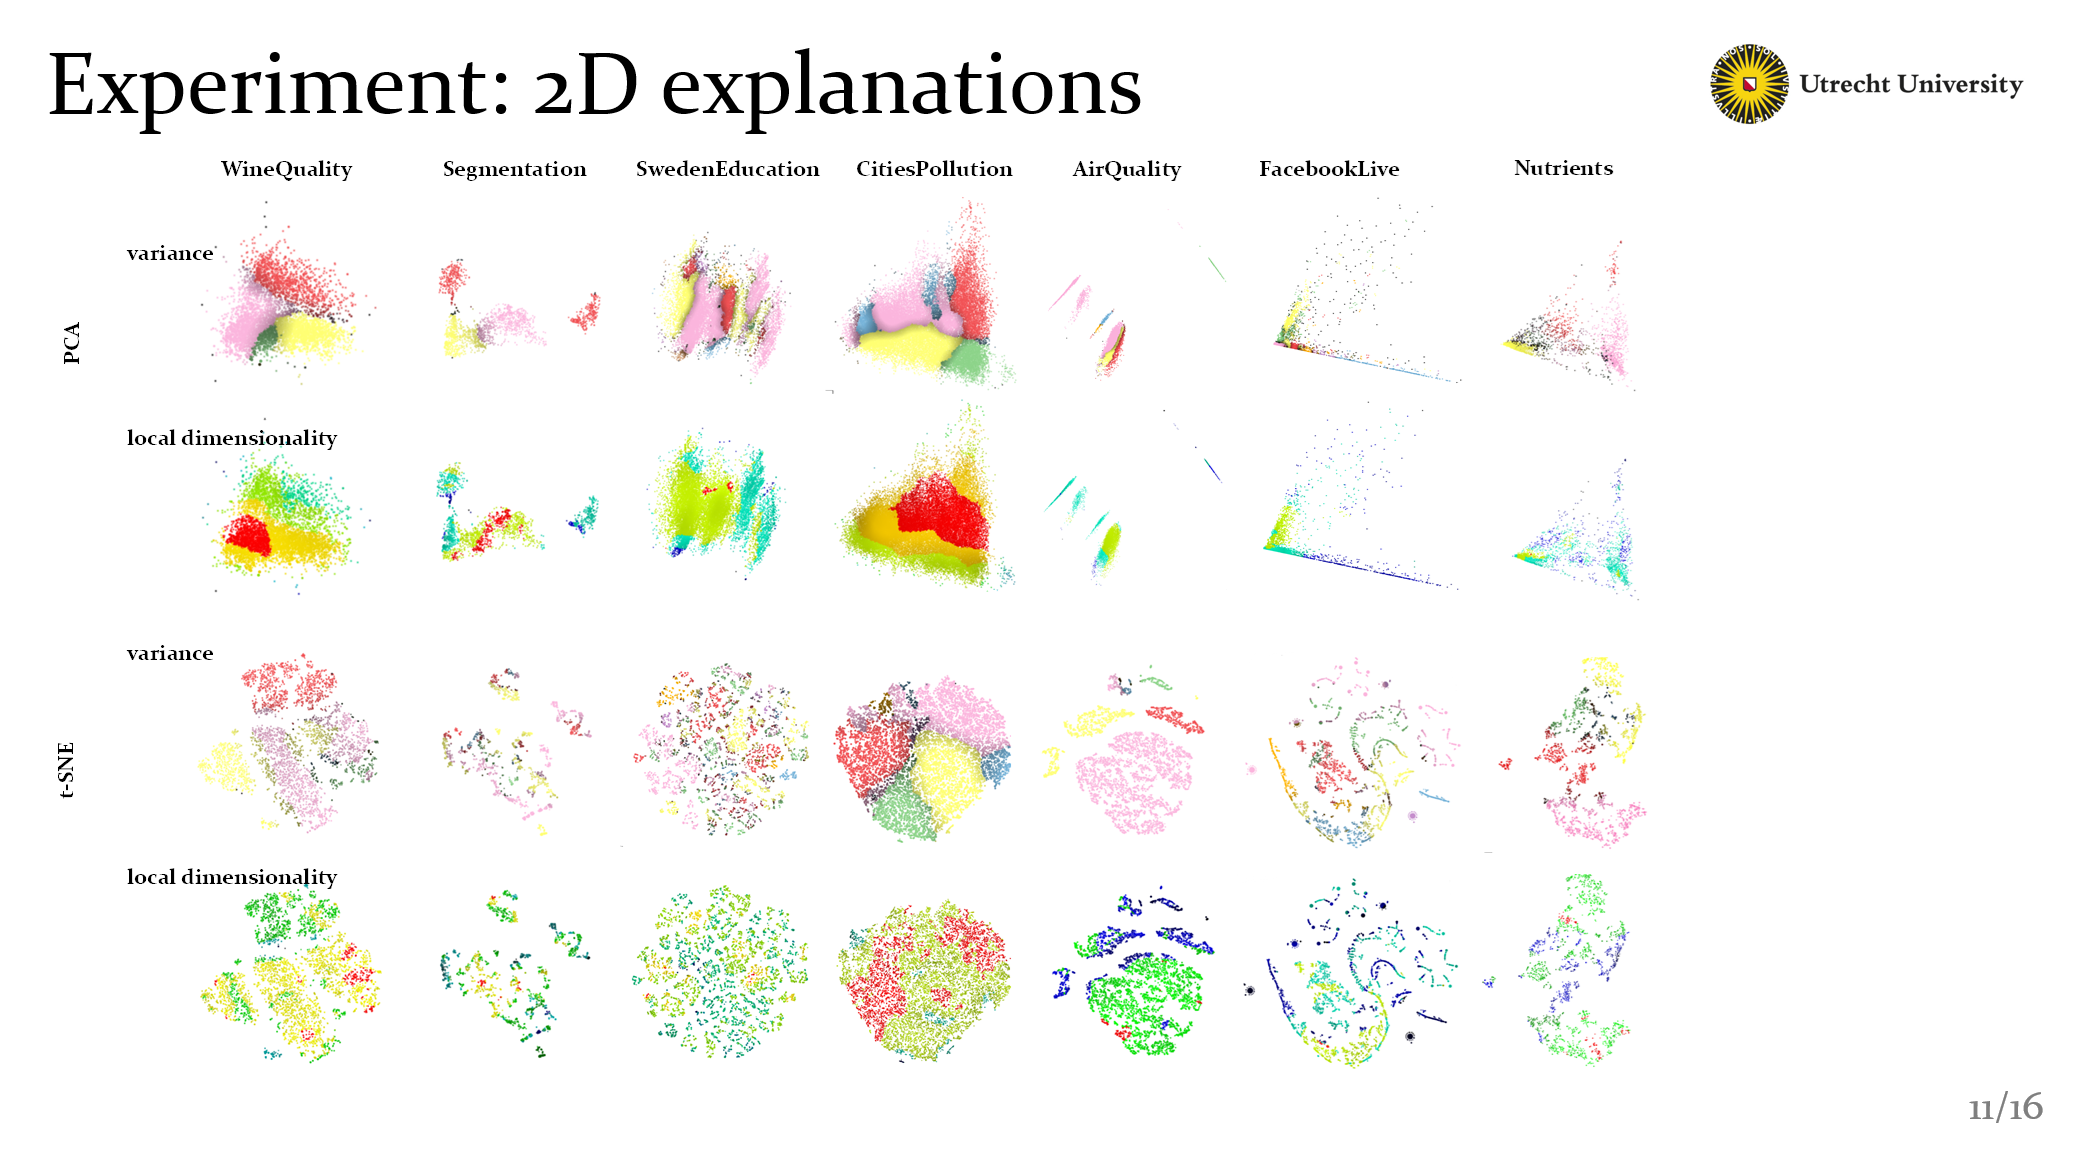 Experiment: 2D explanations
Utrecht University
WineQuality Segmentation SwedenEducation CitiesPollution AirQuality FacebookLive Nutrients
variance
PCA
local dimensionality
variance
t-SNE
local dimensionality
11/16